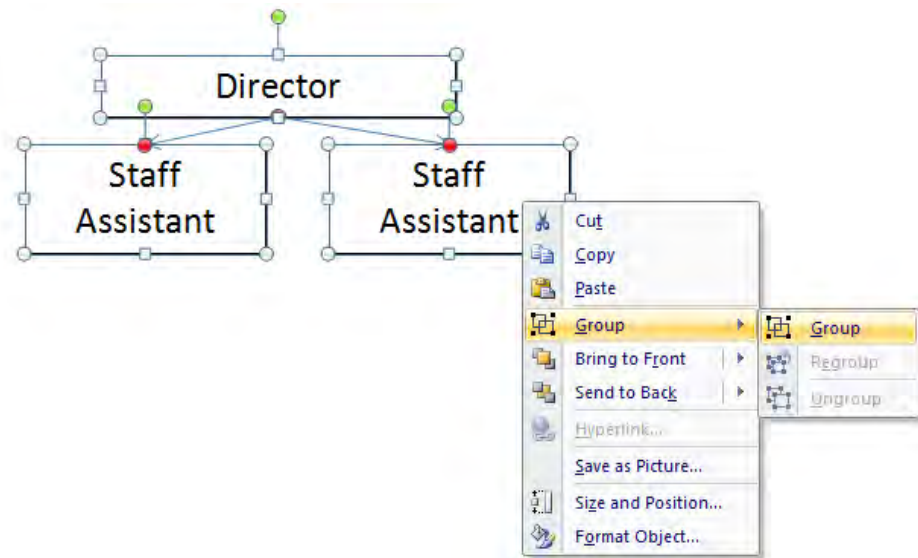 Director
Staff
Assistant
Staff
Assistant
Cut
Copy
Paste
Group
Group
Bring to Front
Regroup
Send to Back
Ungroup
Hyperlink...
Save as Picture...
Size and Position...
Format Object...